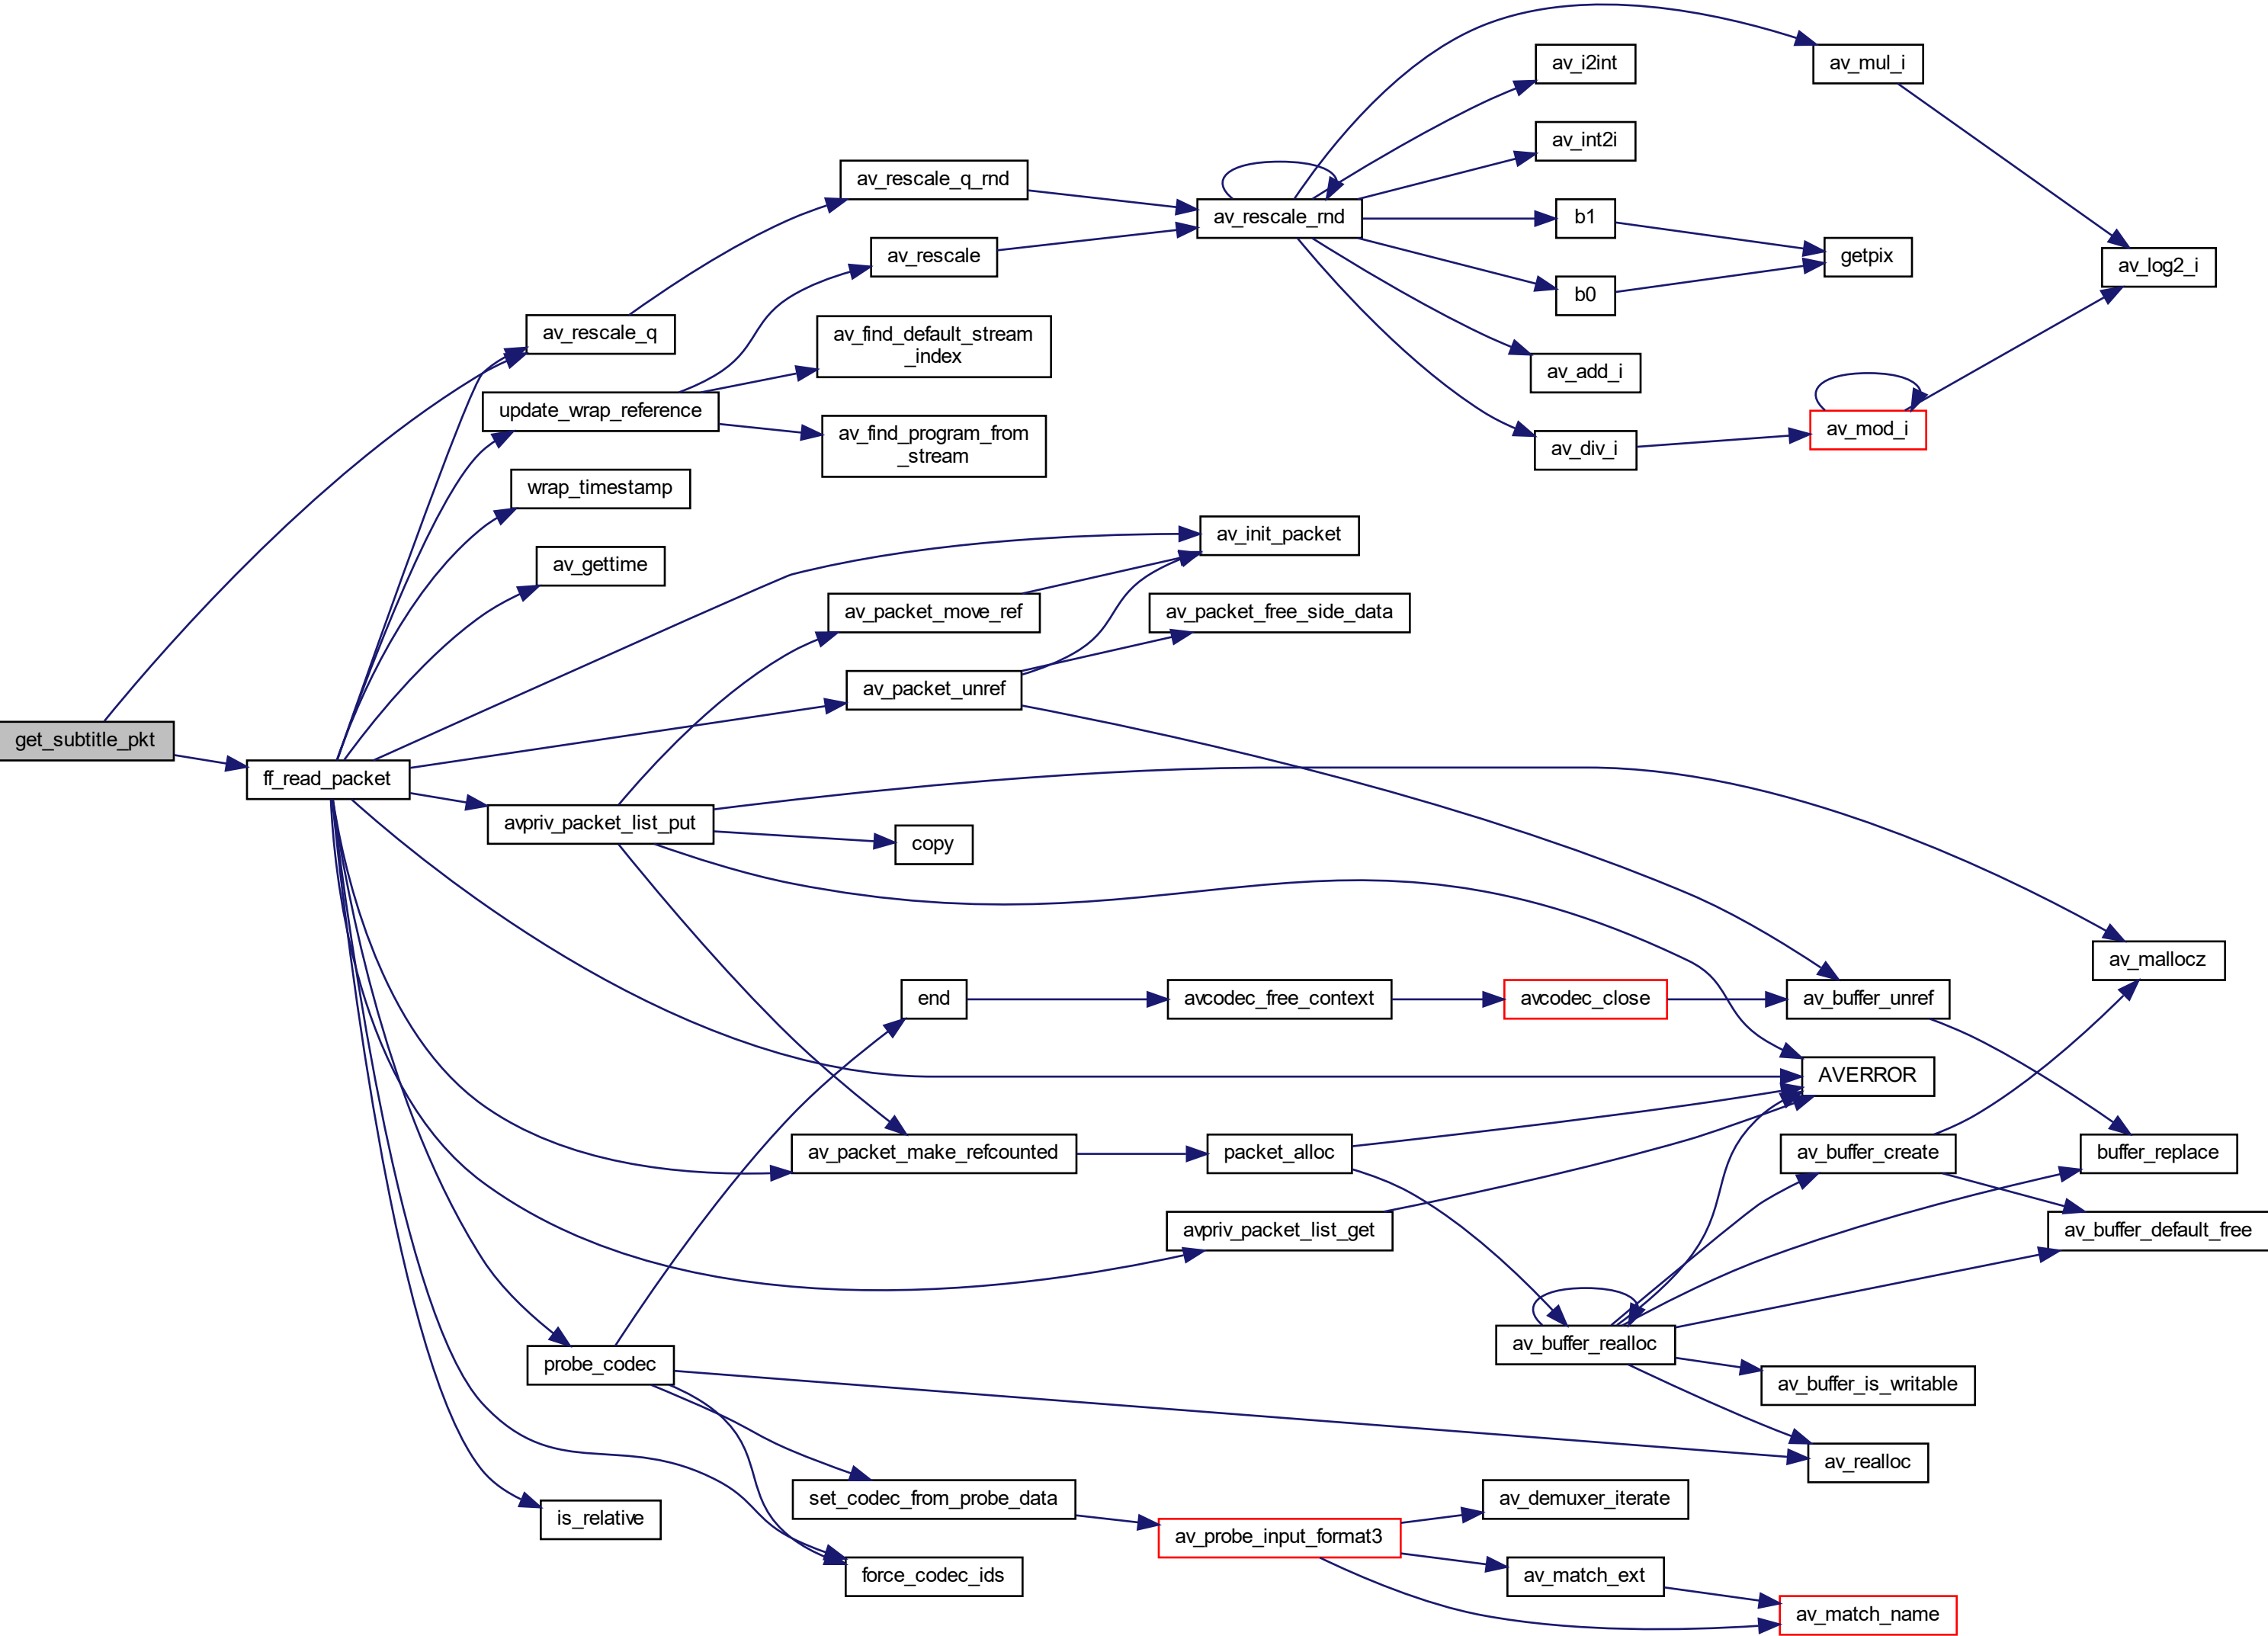 av_mul_i
av_i2int
av_int2i
av_rescale_q_rnd
av_rescale_rnd
b1
av_rescale
getpix
av_log2_i
b0
av_rescale_q
av_find_default_stream
_index
av_add_i
update_wrap_reference
av_mod_i
av_find_program_from
_stream
av_div_i
wrap_timestamp
av_init_packet
av_gettime
av_packet_move_ref
av_packet_free_side_data
av_packet_unref
get_subtitle_pkt
ff_read_packet
avpriv_packet_list_put
copy
av_mallocz
end
avcodec_free_context
avcodec_close
av_buffer_unref
AVERROR
av_packet_make_refcounted
packet_alloc
av_buffer_create
buffer_replace
avpriv_packet_list_get
av_buffer_default_free
av_buffer_realloc
probe_codec
av_buffer_is_writable
av_realloc
set_codec_from_probe_data
av_demuxer_iterate
is_relative
av_probe_input_format3
force_codec_ids
av_match_ext
av_match_name